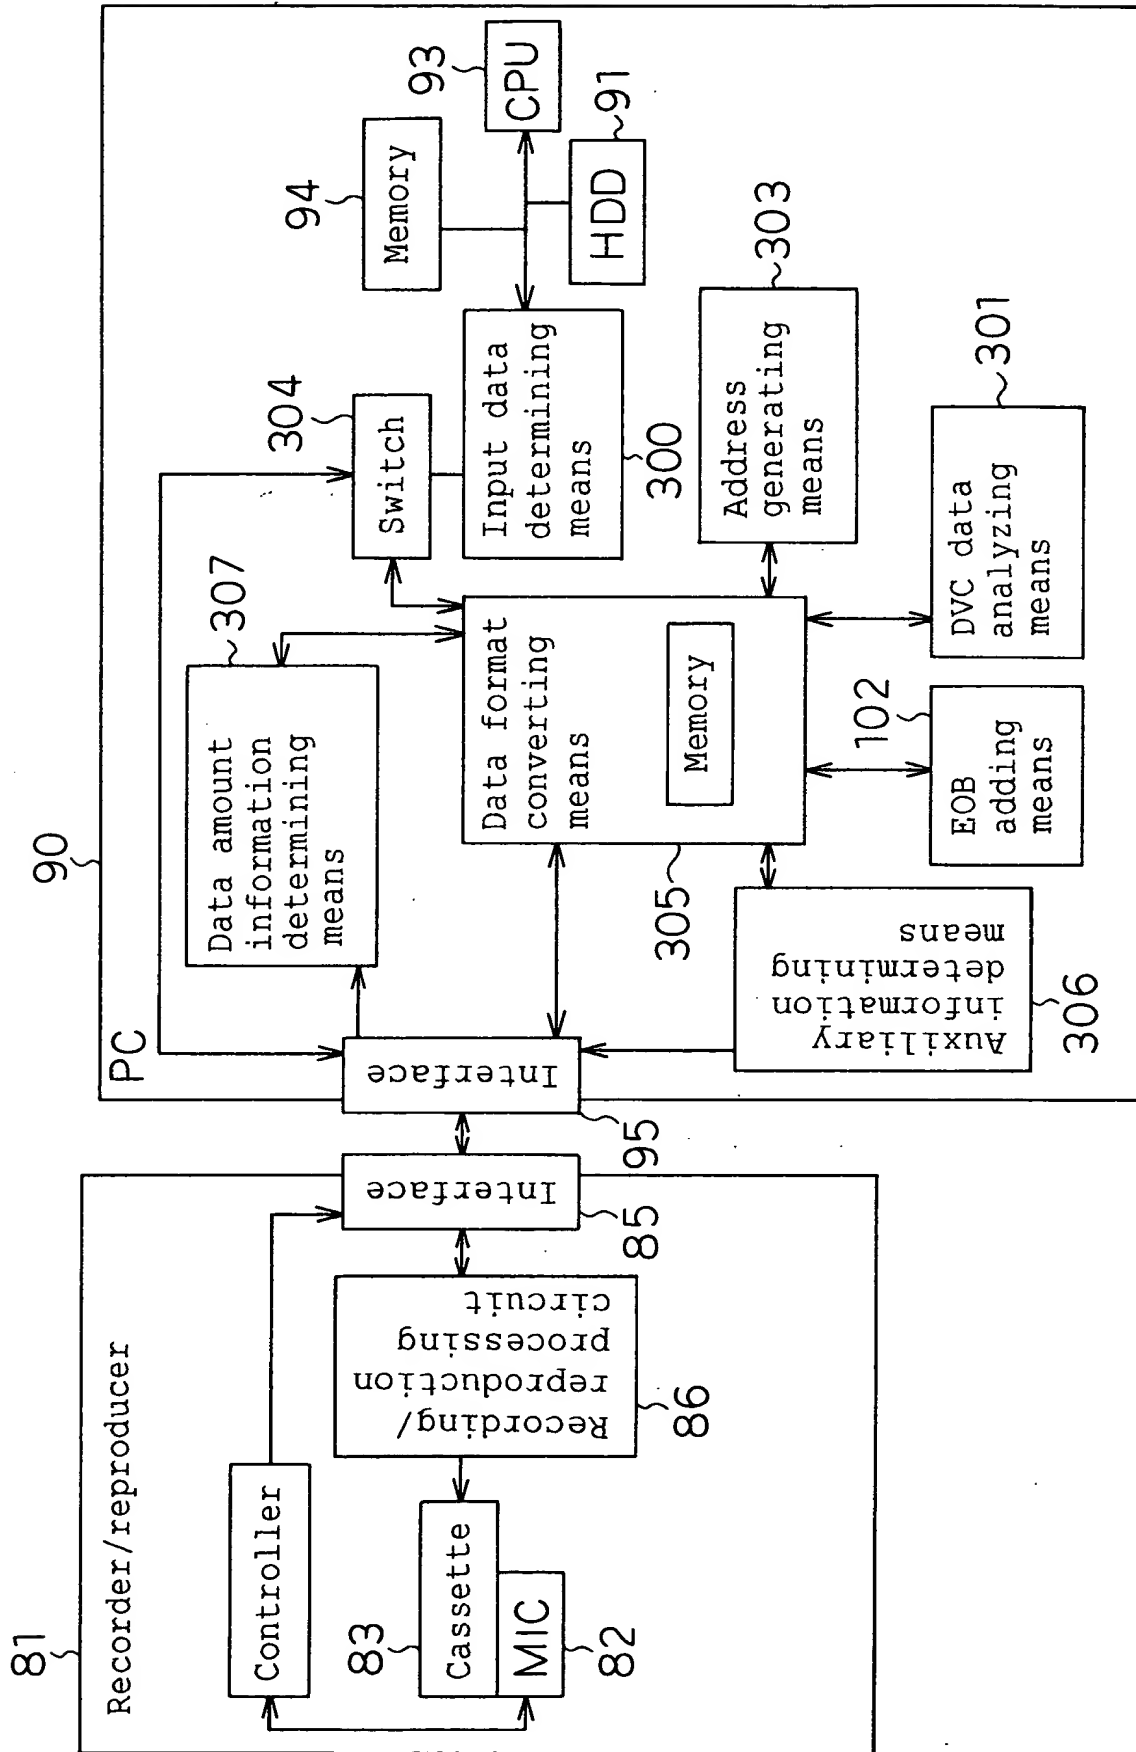 81
Recorder/reproducer
Controller
83
Cassette
MIC
82
Recording/
reproduction
processing
circuit
86
Interface
85
90
PC
Interface
95
Data amount
information
determining
means
307
304
Switch
94
Memory
93
CPU
HDD
91
Input data
determining
means
300
Data format
converting
means
Memory
305
Address
generating
means
303
Auxiliary
information
determining
means
306
EOB
adding
means
102
DVC data
analyzing
means
301